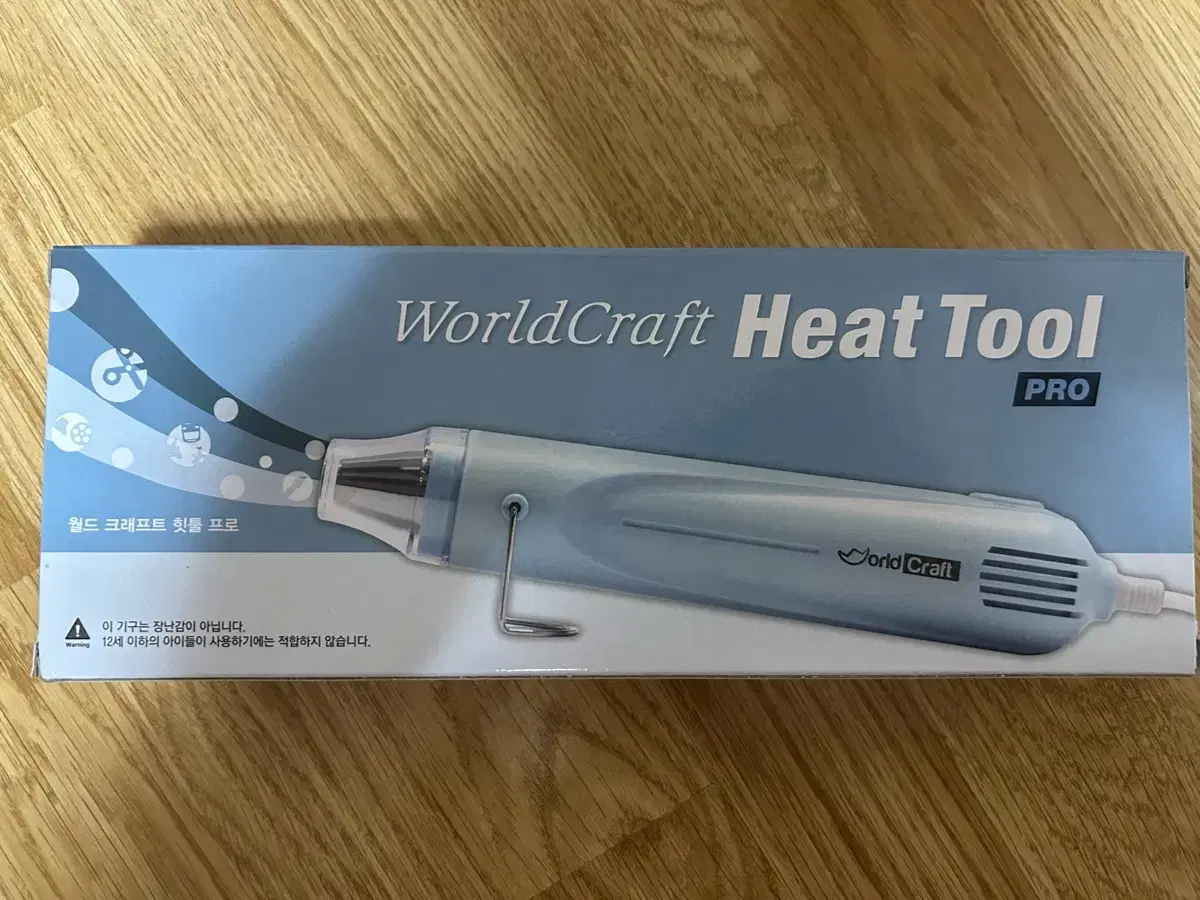 WorldCraft Heat Tool
PRO
World Craft
월드 크래프트 힛툴 프로
Warning
이 기구는 장난감이 아닙니다.
12세 이하의 아이들이 사용하기에는 적합하지 않습니다.